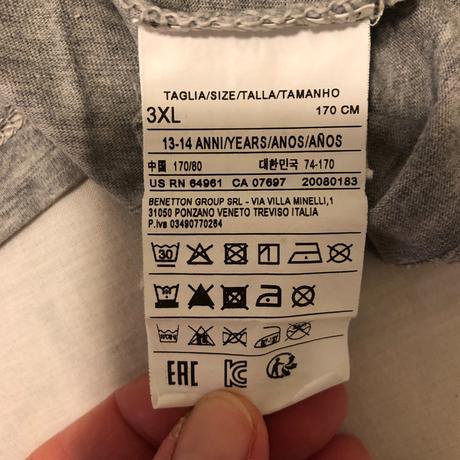 TAGLIA/SIZE/TALLA/TAMANHO
3XL 170 CM
13-14 ANNI/YEARS/ANOS/AÑOS
中国 170/80 대한민국 74-170
US RN 64961 CA 07697 20080183
BENETTON GROUP SRL - VIA VILLA MINELLI,1
31050 PONZANO VENETO TREVISO ITALIA
P.iva 03490770264
30
EAC KC